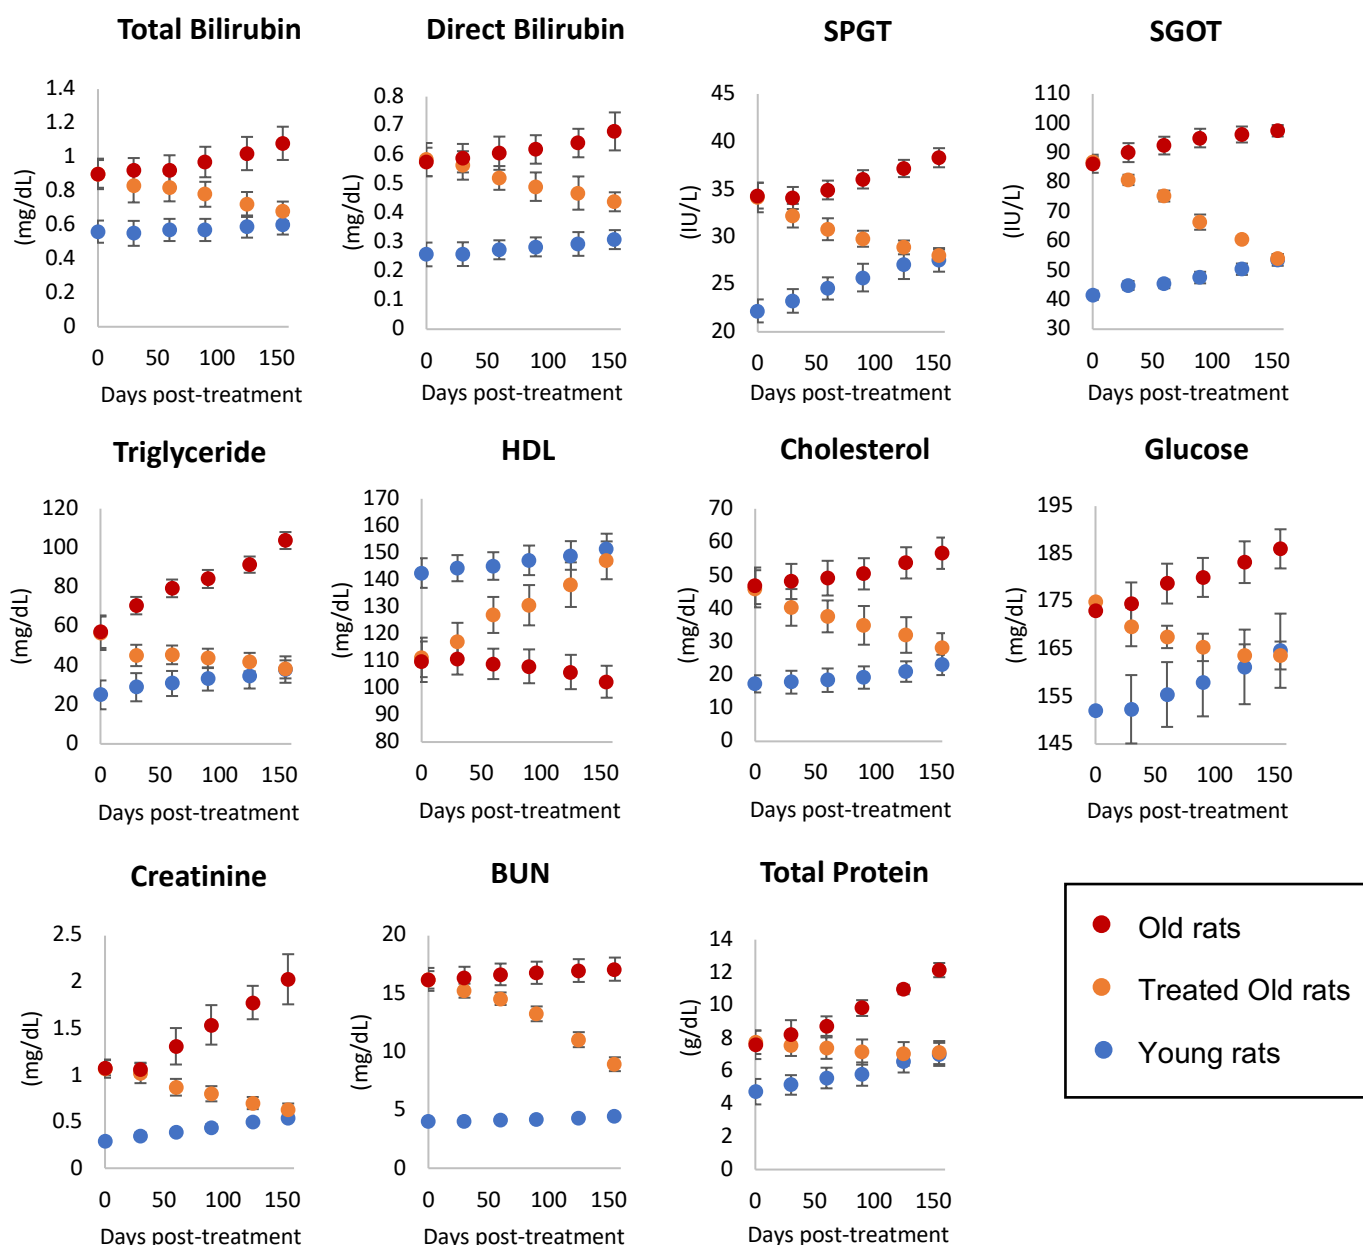 Total Bilirubin
Direct Bilirubin
SPGT
SGOT
(mg/dL)
1.4
1.2
1
0.8
0.6
0.4
0.2
0
0 50 100 150
Days post-treatment
(mg/dL)
0.8
0.7
0.6
0.5
0.4
0.3
0.2
0.1
0
0 50 100 150
Days post-treatment
(IU/L)
45
40
35
30
25
20
0 50 100 150
Days post-treatment
(IU/L)
110
100
90
80
70
60
50
40
30
0 50 100 150
Days post-treatment
Triglyceride
HDL
Cholesterol
Glucose
(mg/dL)
120
100
80
60
40
20
0
0 50 100 150
Days post-treatment
(mg/dL)
170
160
150
140
130
120
110
100
90
80
0 50 100 150
Days post-treatment
(mg/dL)
70
60
50
40
30
20
10
0
0 50 100 150
Days post-treatment
(mg/dL)
195
185
175
165
155
145
0 50 100 150
Days post-treatment
Creatinine
BUN
Total Protein
(mg/dL)
2.5
2
1.5
1
0.5
0
0 50 100 150
Days post-treatment
(mg/dL)
20
15
10
5
0
0 50 100 150
Days post-treatment
(g/dL)
14
12
10
8
6
4
2
0
0 50 100 150
Days post-treatment
Old rats
Treated Old rats
Young rats